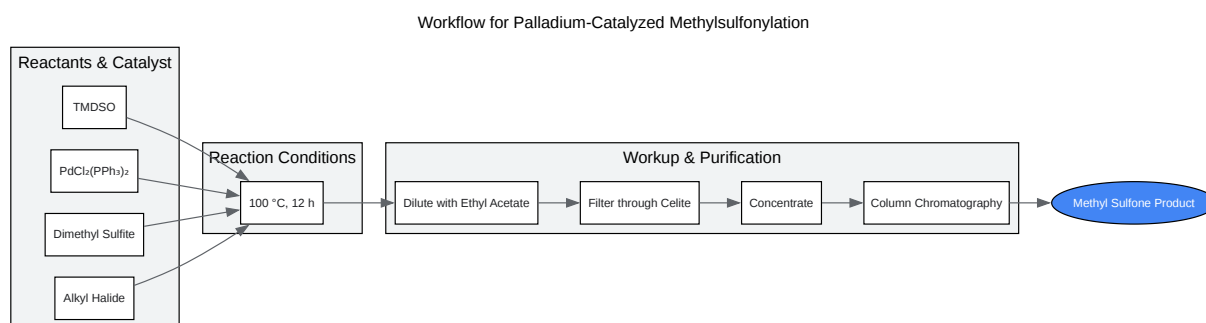 Workflow for Palladium-Catalyzed Methylsulfonylation
Reactants & Catalyst
TMDSO
PdCl₂(PPh₃)₂
Dimethyl Sulfite
Alkyl Halide
Reaction Conditions
100 °C, 12 h
Workup & Purification
Dilute with Ethyl Acetate
Filter through Celite
Concentrate
Column Chromatography
Methyl Sulfone Product